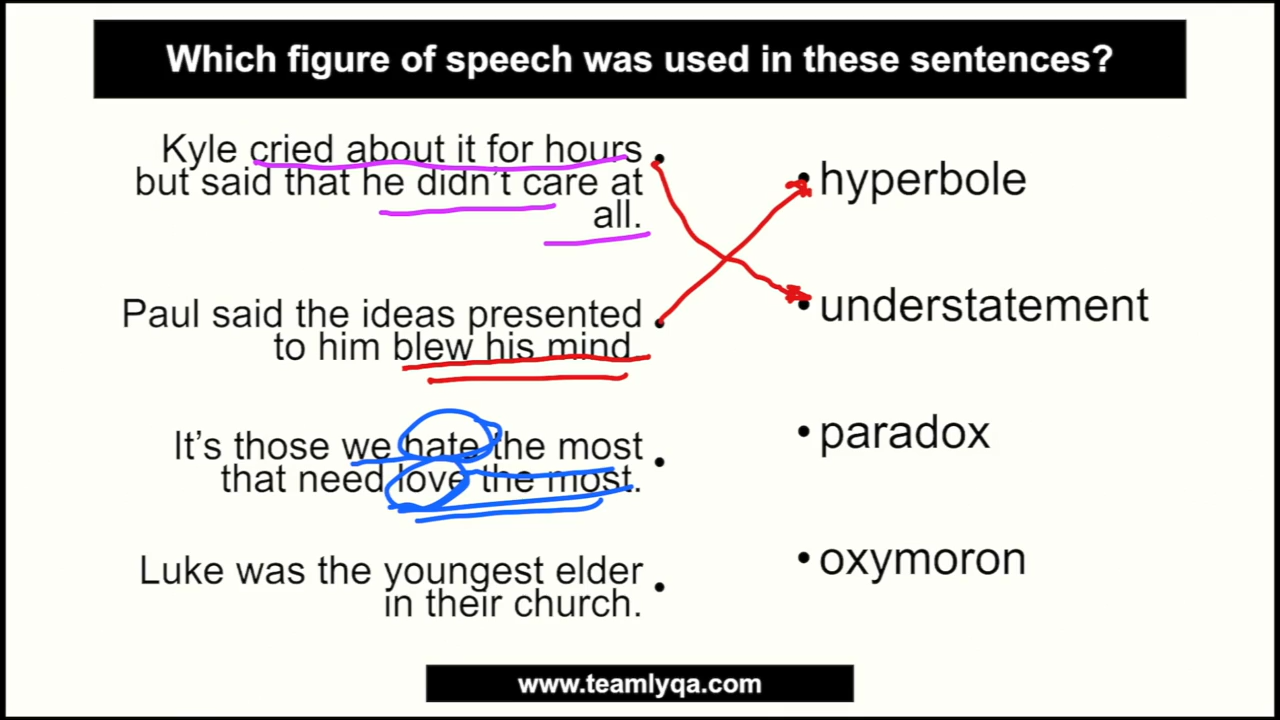 Which figure of speech was used in these sentences?
Kyle cried about it for hours
but said that he didn't care at
all.
Paul said the ideas presented
to him blew his mind.
It's those we hate the most
that need love the most.
Luke was the youngest elder
in their church.
• hyperbole
• understatement
• paradox
• oxymoron
www.teamlyqa.com